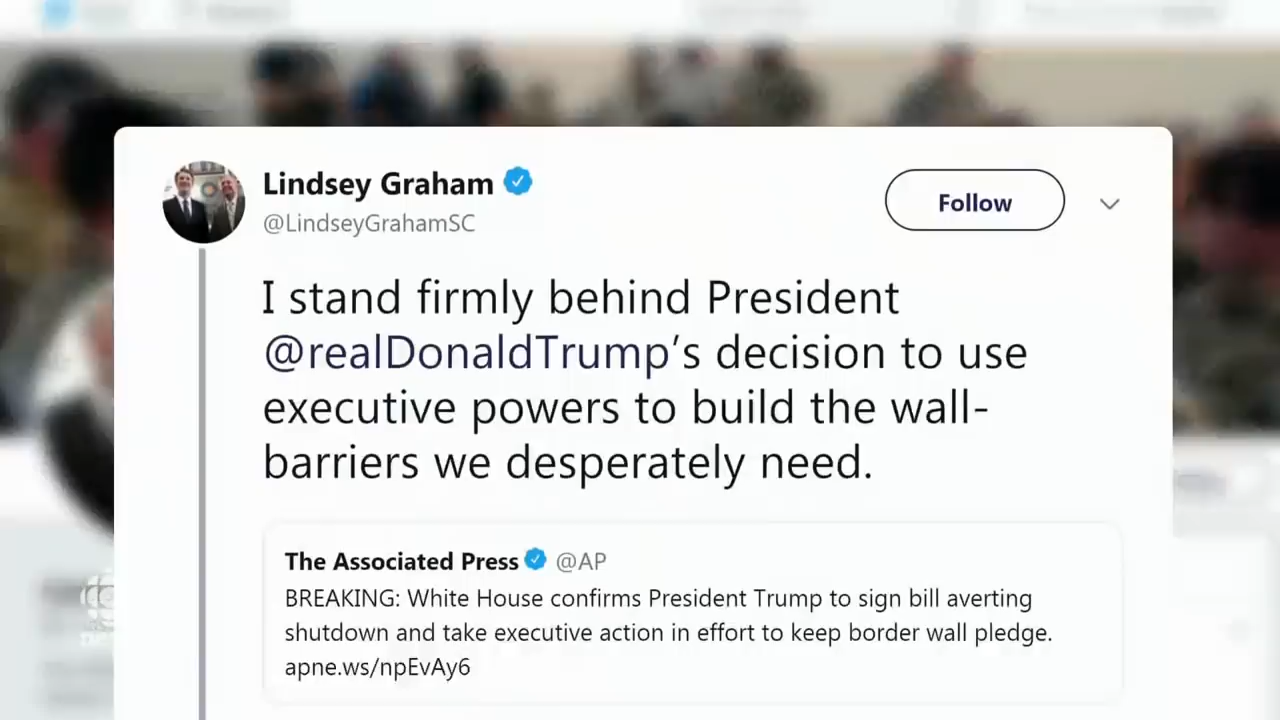 Lindsey Graham
@LindseyGrahamSC
Follow
I stand firmly behind President
@realDonaldTrump's decision to use
executive powers to build the wall-
barriers we desperately need.
The Associated Press @AP
BREAKING: White House confirms President Trump to sign bill averting
shutdown and take executive action in effort to keep border wall pledge.
apne.ws/npEvAy6